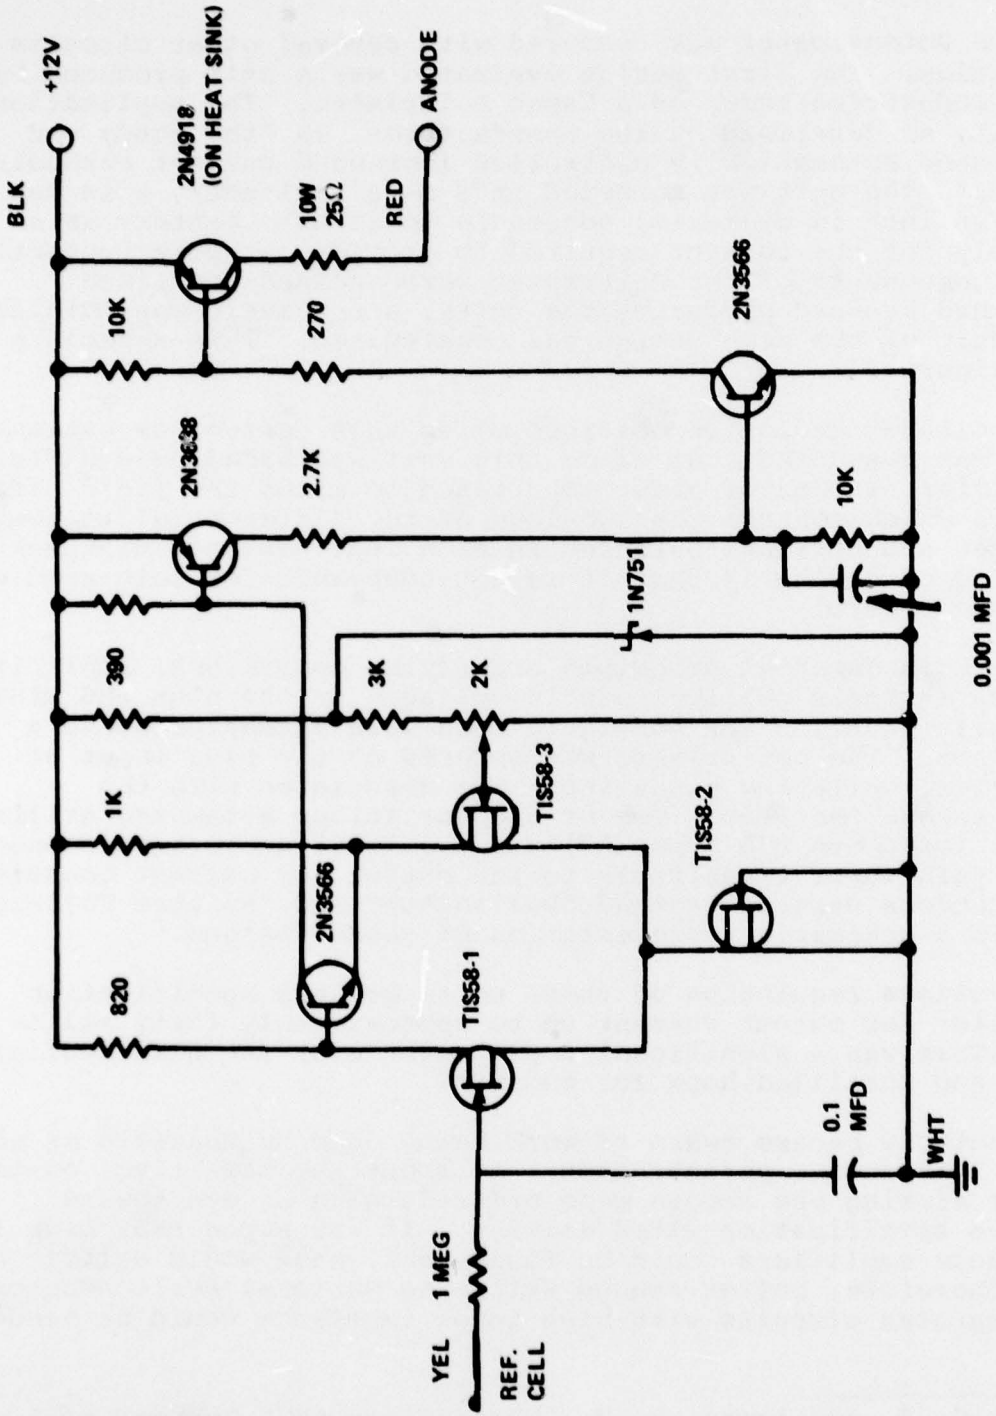 BLK
+12V
820
1K
390
10K
2N3638
2N4918
(ON HEAT SINK)
2N3566
2.7K
270
10W
25Ω
3K
RED
ANODE
YEL
1 MEG
TIS58-1
2K
REF.
CELL
TIS58-3
1N751
TIS58-2
2N3566
0.1
MFD
10K
WHT
0.001 MFD